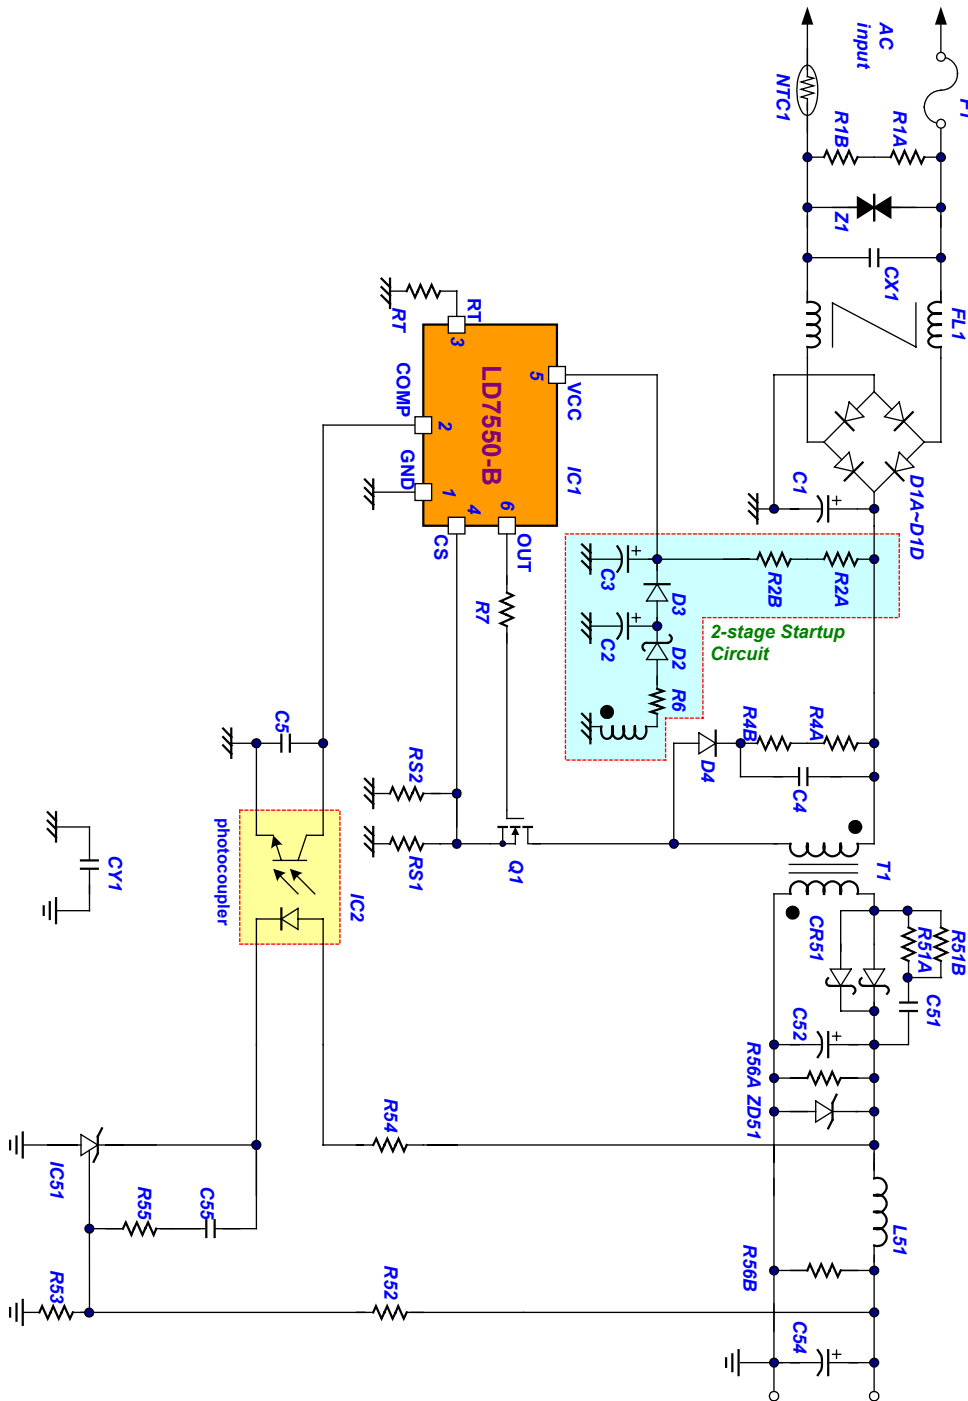 AC
input
F1
NTC1
R1B
R1A
Z1
CX1
FL1
D1A~D1D
C1
+
RT
RT
3
COMP
2
GND
1
4
CS
LD7550-B
5
VCC
IC1
6
OUT
R7
C3
+
D3
R2B
R2A
C2
+
D2
R6
2-stage Startup
Circuit
R4B
R4A
D4
C4
C5
RS2
RS1
Q1
T1
photocoupler
IC2
CY1
CR51
R51A
R51B
C51
C52
+
R56A
ZD51
R54
IC51
R55
C55
L51
R56B
R53
R52
C54
+